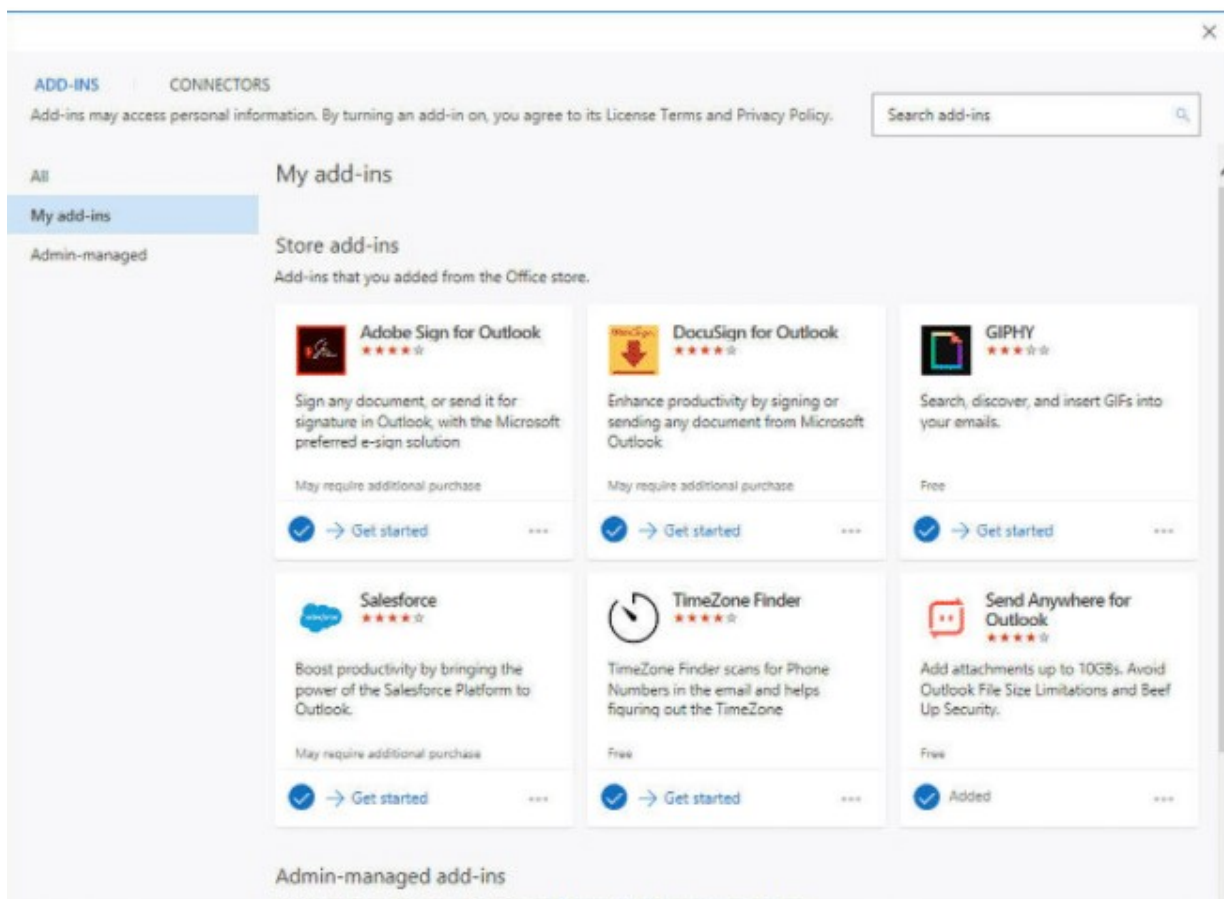 ADD-INS
CONNECTORS
Add-ins may access personal information. By turning an add-in on, you agree to its License Terms and Privacy Policy.
Search add-ins
All
My add-ins
Admin-managed
My add-ins
Store add-ins
Add-ins that you added from the Office store.
Adobe Sign for Outlook
Sign any document, or send it for
signature in Outlook, with the Microsoft
preferred e-sign solution
May require additional purchase
Get started
DocuSign for Outlook
Enhance productivity by signing or
sending any document from Microsoft
Outlook
May require additional purchase
Get started
GIPHY
Search, discover, and insert GIFs into
your emails.
Free
Get started
Salesforce
Boost productivity by bringing the
power of the Salesforce Platform to
Outlook.
May require additional purchase
Get started
TimeZone Finder
TimeZone Finder scans for Phone
Numbers in the email and helps
figuring out the TimeZone
Free
Get started
Send Anywhere for
Outlook
Add attachments up to 10GBs. Avoid
Outlook File Size Limitations and Beef
Up Security.
Free
Added
Admin-managed add-ins